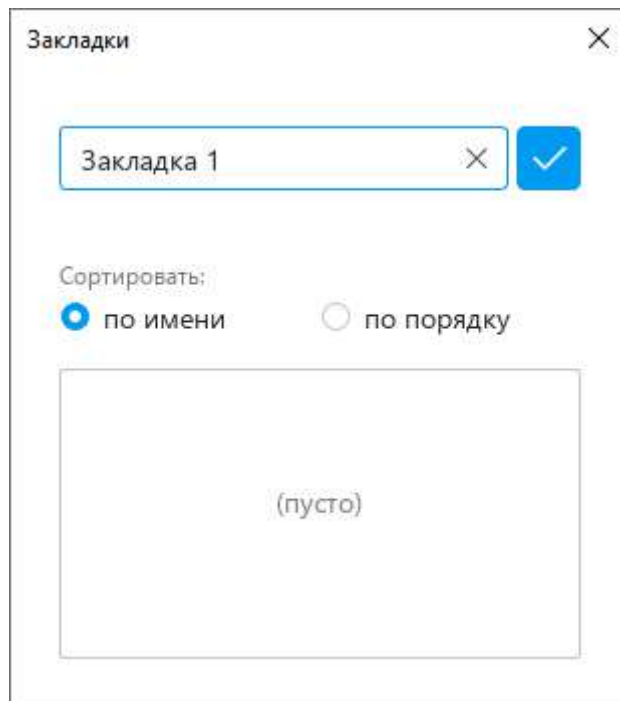 Закладки
Закладка 1
Сортировать:
по имени
по порядку
(пусто)